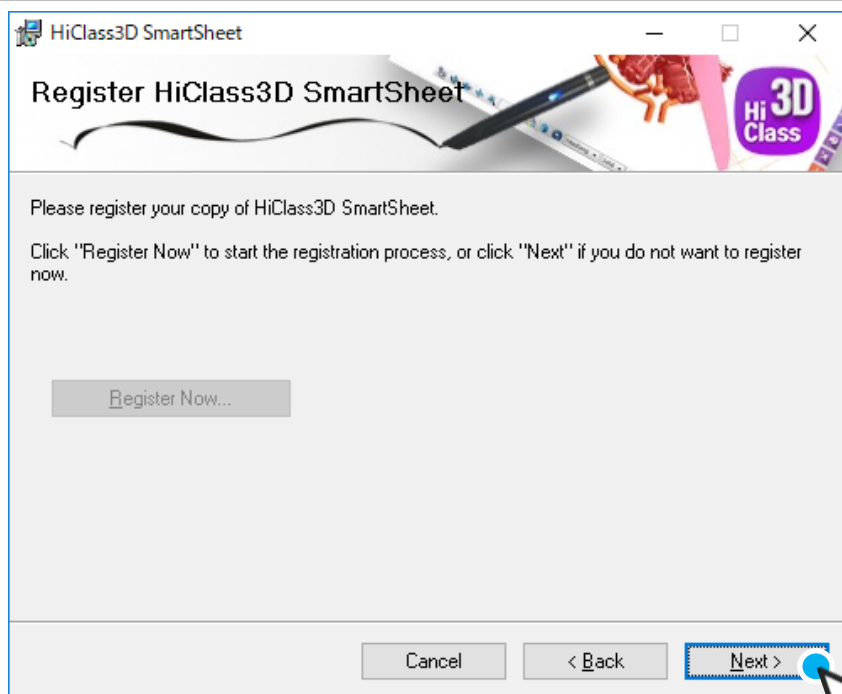 HiClass3D SmartSheet
Register HiClass3D SmartSheet
Hi 3D
Class
Please register your copy of HiClass3D SmartSheet.
Click "Register Now" to start the registration process, or click "Next" if you do not want to register
now.
Register Now...
Cancel
< Back
Next >